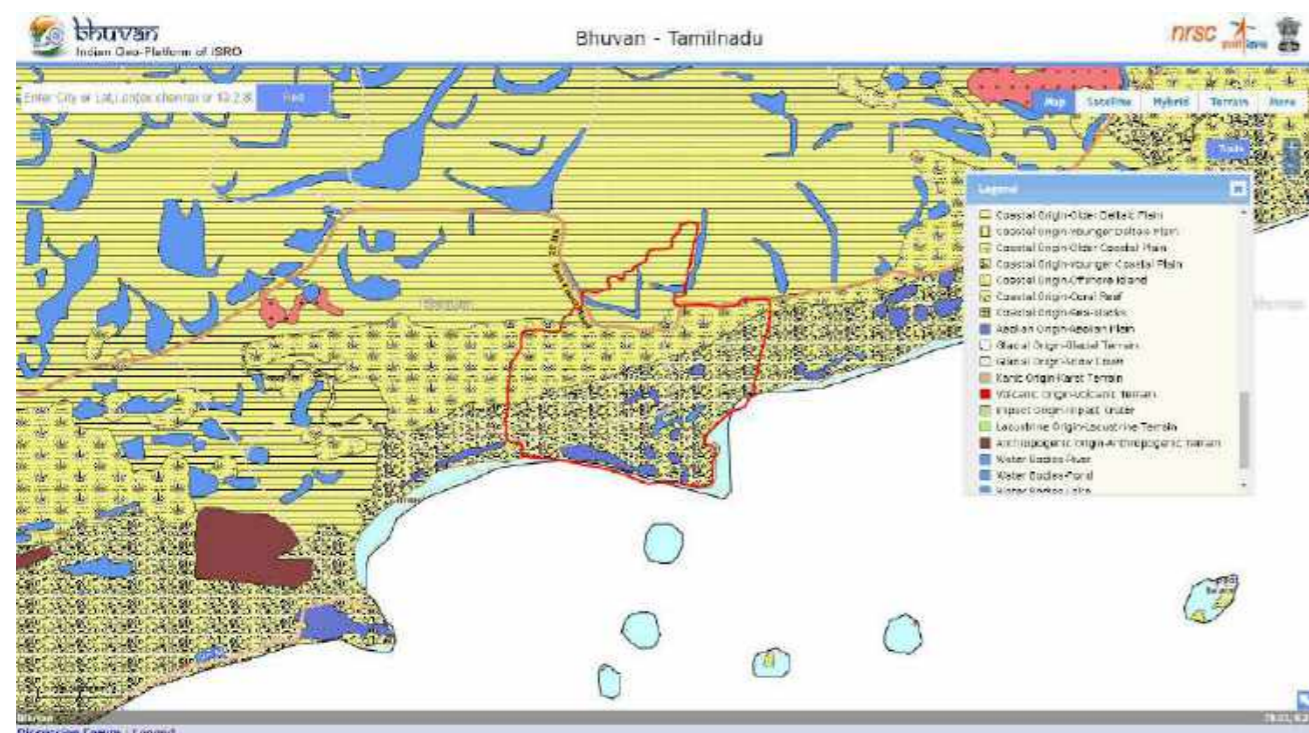 bhuvan
Indian Geo-Platform of ISRO
Bhuvan - Tamilnadu
nrsc
Find
Map Satellite Hybrid Terrain More
Tools
Legend
Coastal Origin-Older Deltaic Plain
Coastal Origin-Younger Deltaic Plain
Coastal Origin-Older Coastal Plain
Coastal Origin-Younger Coastal Plain
Coastal Origin-Offshore Island
Coastal Origin-Coral Reef
Aeolian Origin-Aeolian Plain
Glacial Origin-Glacial Terrain
Glacial Origin-Snow Cover
Volcanic Origin-Volcanic Terrain
Impact Origin-Impact Crater
Lacustrine Origin-Lacustrine Terrain
Anthropogenic Origin-Anthropogenic Terrain
Water Bodies-River
Water Bodies-Pond
Water Bodies-Lake
Bhuvan
Bhuvan
Discussion Forum | Legend